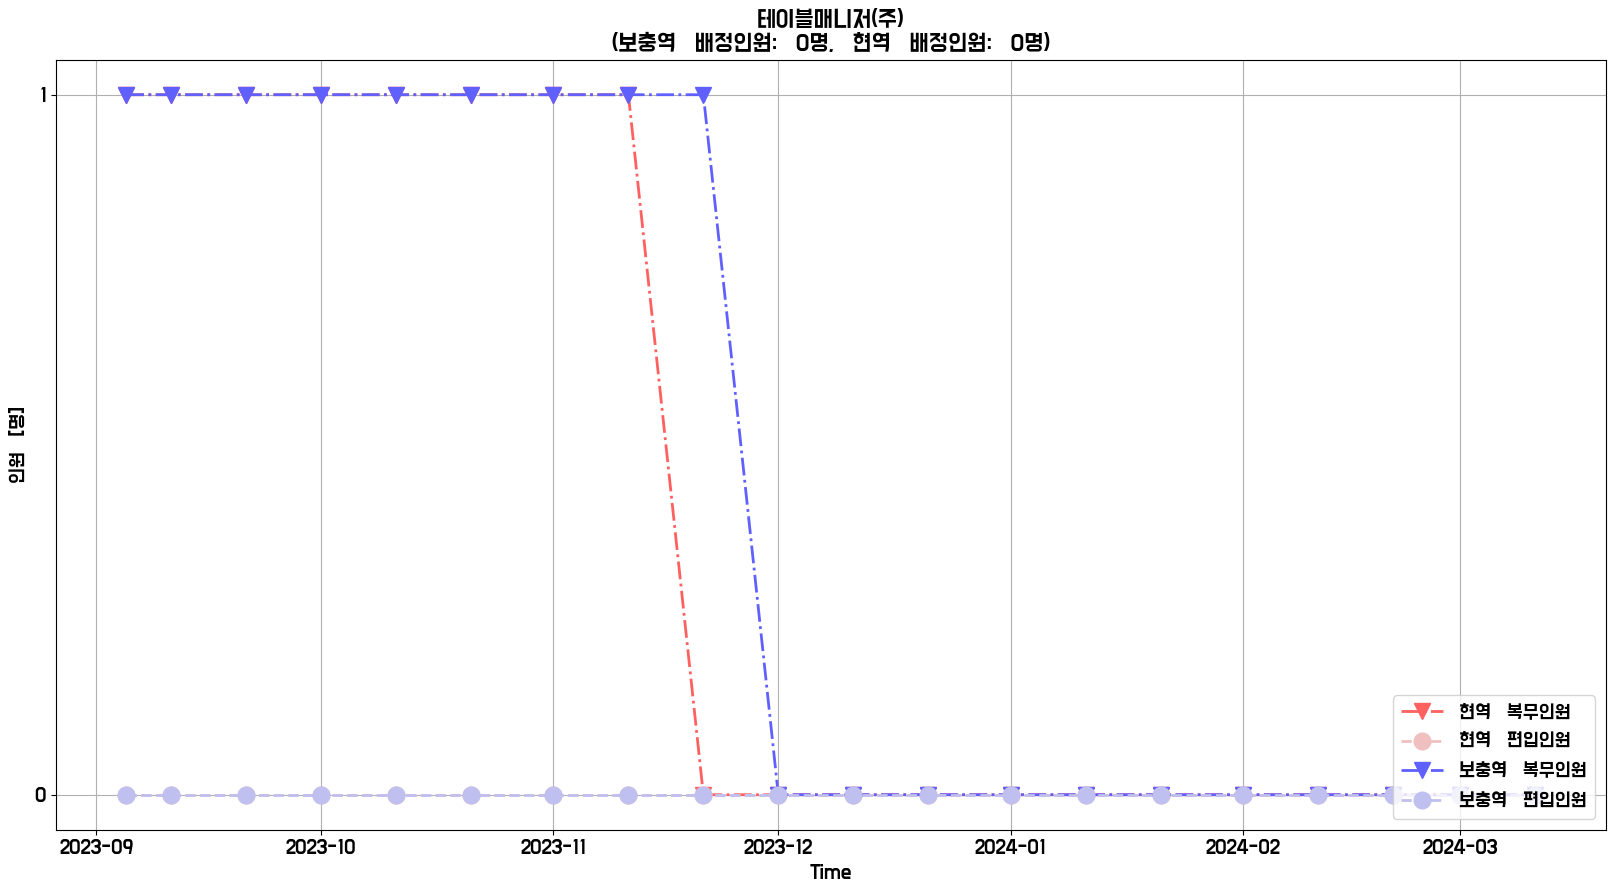 테이블매니저(주)
(보충역 배정인원: 0명, 현역 배정인원: 0명)
인원 [명]
1
0
2023-09 2023-10 2023-11 2023-12 2024-01 2024-02 2024-03
Time
현역 복무인원
현역 편입인원
보충역 복무인원
보충역 편입인원